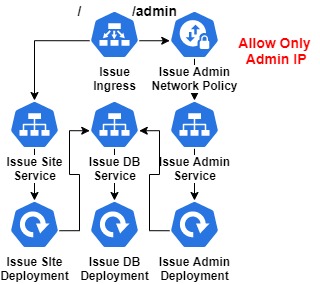 /
/admin
Issue
Ingress
Issue Admin
Network Policy
Allow Only
Admin IP
Issue Site
Service
Issue DB
Service
Issue Admin
Service
Issue SIte
Deployment
Issue DB
Deployment
Issue Admin
Deployment